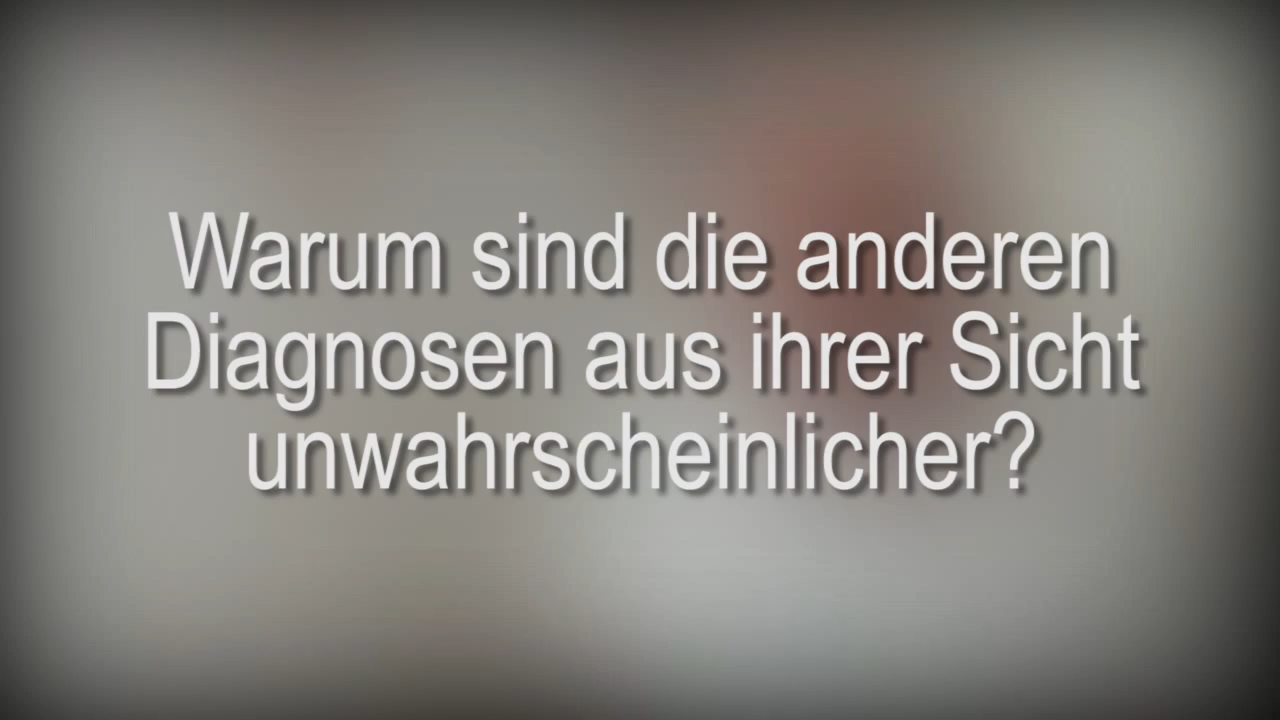 Warum sind die anderen
Diagnosen aus ihrer Sicht
unwahrscheinlicher?